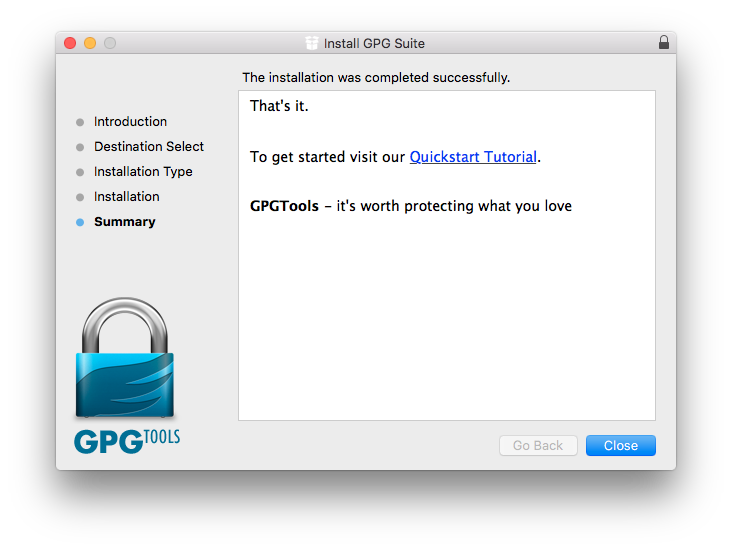 Install GPG Suite
The installation was completed successfully.
Introduction
Destination Select
Installation Type
Installation
Summary
That's it.
To get started visit our Quickstart Tutorial.
GPGTools – it's worth protecting what you love
GPGTOOLS
Go Back
Close